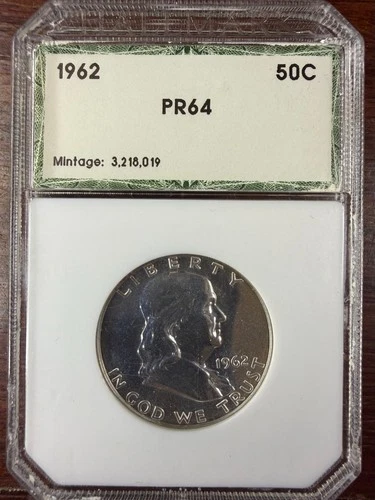 1962 50C
PR64
Mintage: 3,218,019
LIBERTY
1962
IN GOD WE TRUST